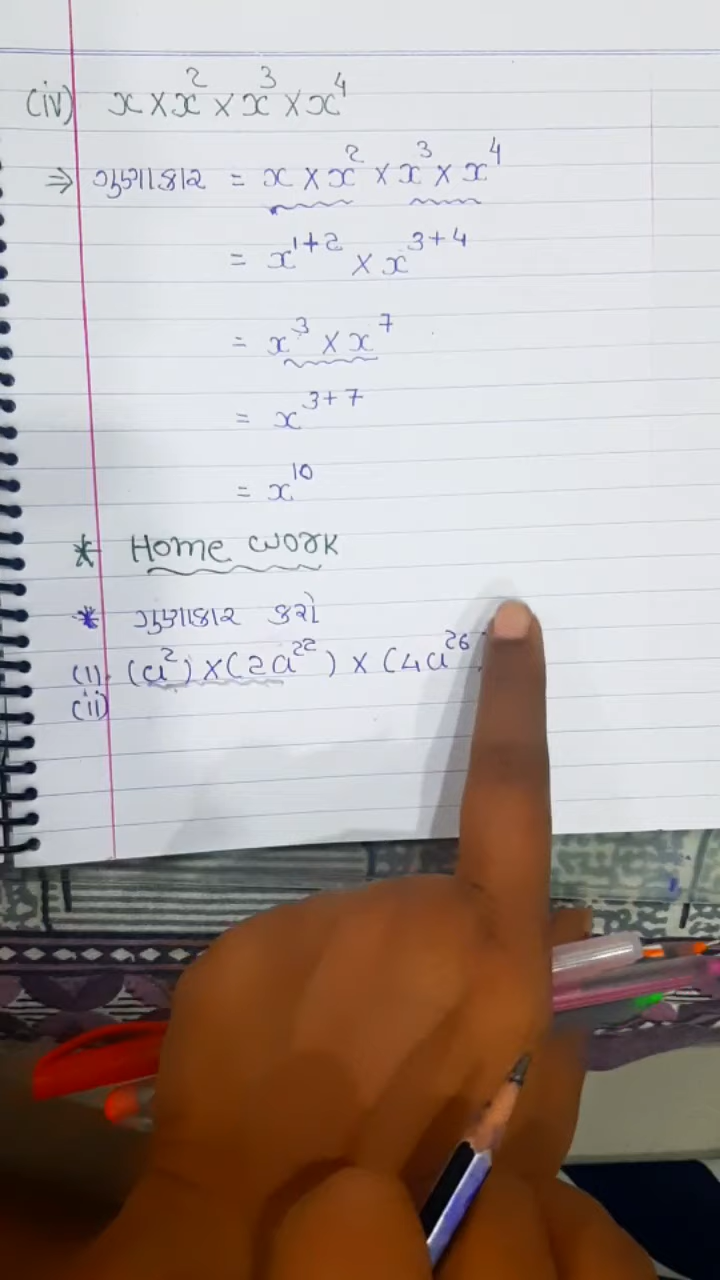 (iv) x × x² × x³ × x⁴
⇒ ગુણાકાર = x × x² × x³ × x⁴
= x¹⁺² × x³⁺⁴
= x³ × x⁷
= x³⁺⁷
= x¹⁰
* Home work
* ગુણાકાર કરો
(i) (a²) × (2a²²) × (4a²⁶
(ii)